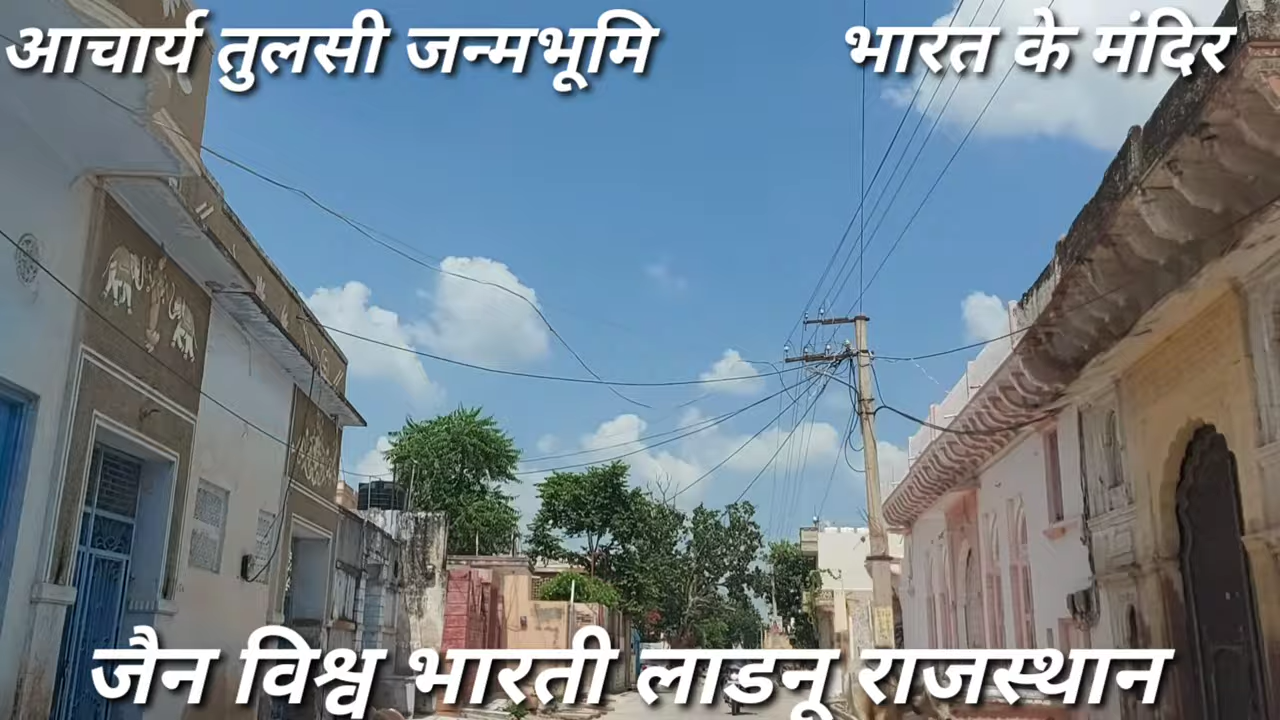 आचार्य तुलसी जन्मभूमि
भारत के मंदिर
जैन विश्व भारती लाडनू राजस्थान